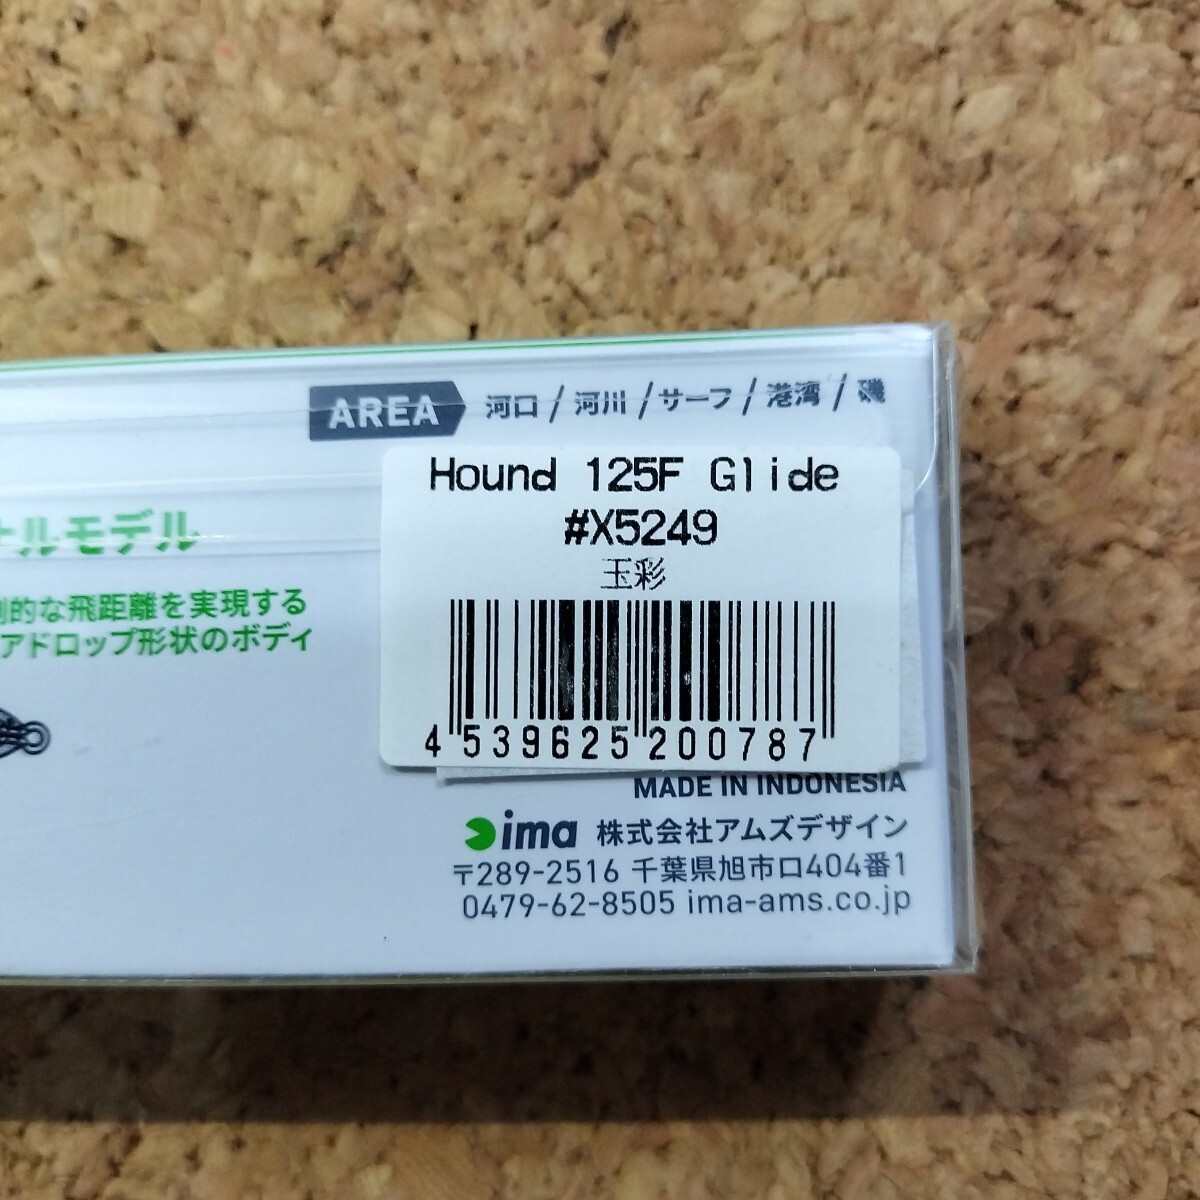 AREA 河口 / 河川 / サーフ / 港湾 / 磯
Hound 125F Glide
#X5249
玉彩
ナルモデル
的な飛距離を実現する
アドロップ形状のボディ
4 539625 200787
MADE IN INDONESIA
ima 株式会社アムズデザイン
〒289-2516 千葉県旭市ロ404番1
0479-62-8505 ima-ams.co.jp